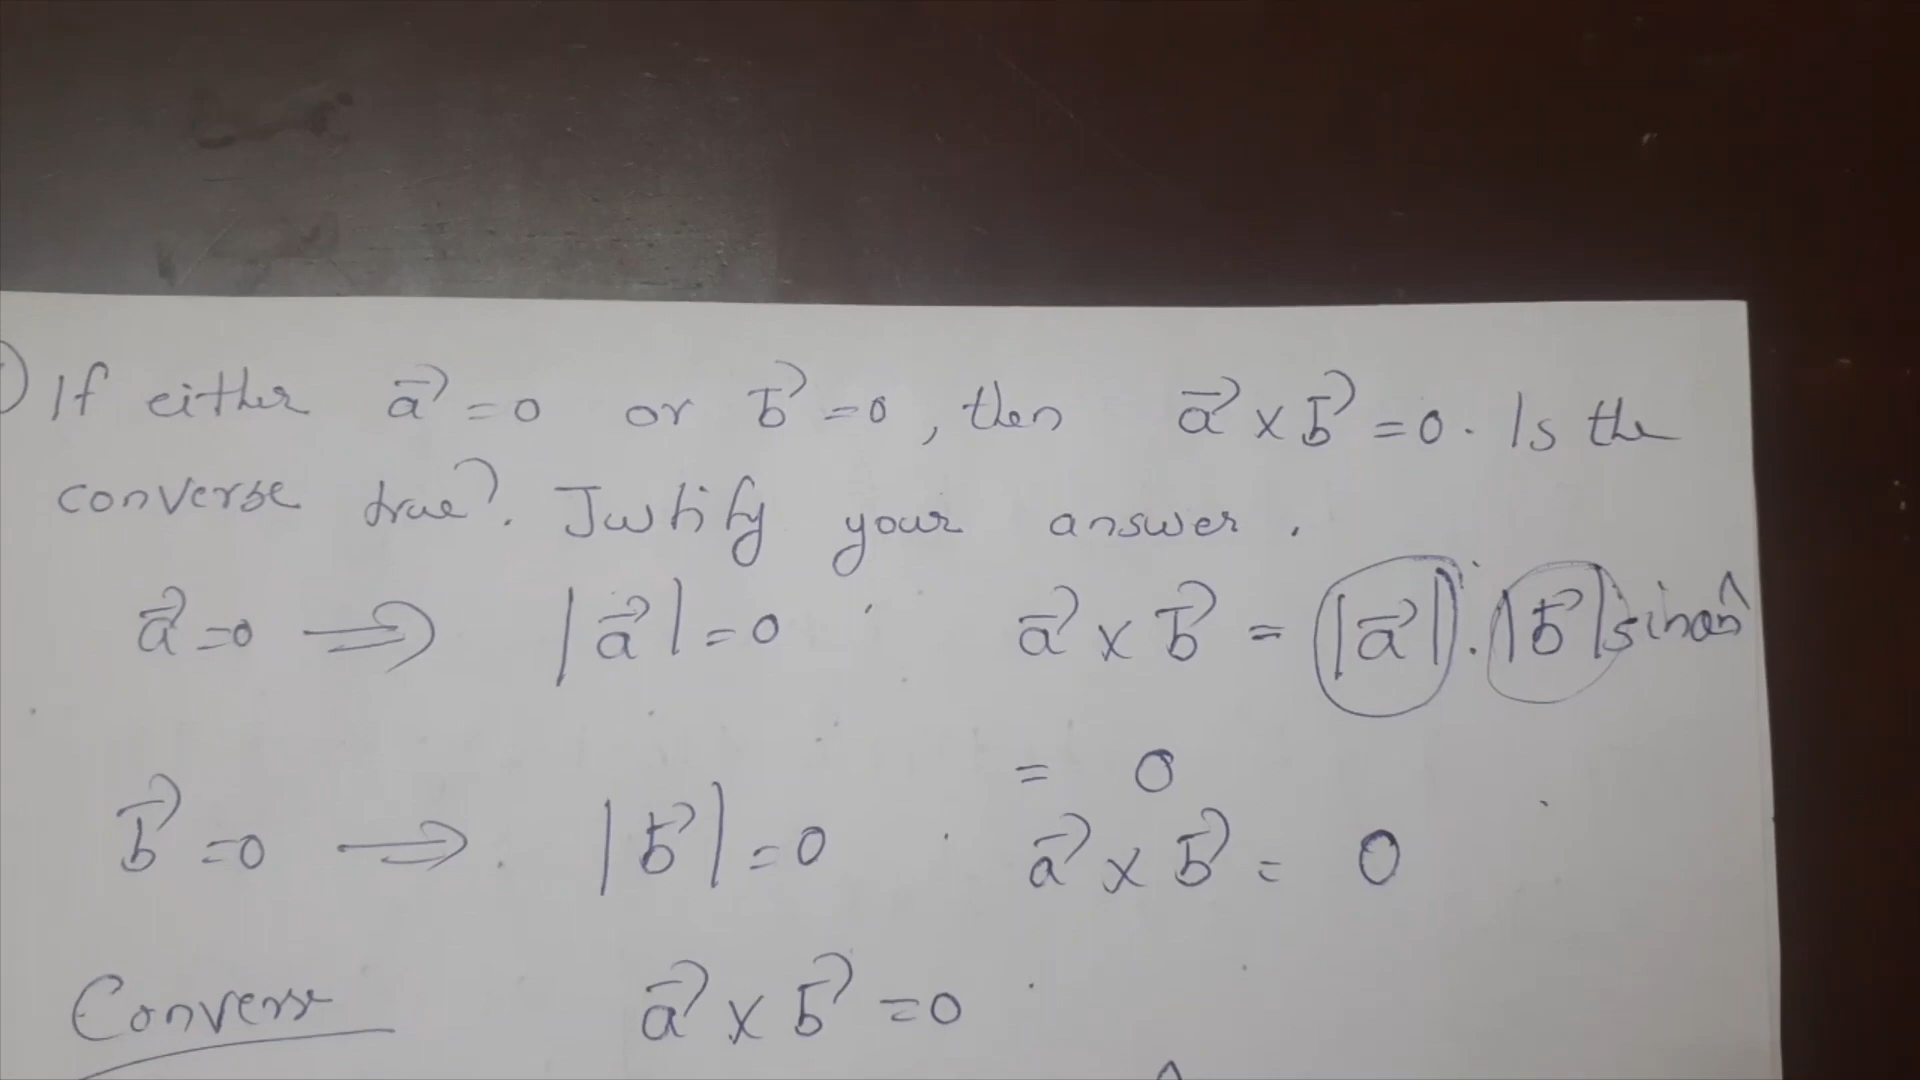 If either a⃗ = 0 or b⃗ = 0, then a⃗ × b⃗ = 0. Is the
converse true? Justify your answer.
a⃗ = 0 ⇒ |a⃗| = 0 a⃗ × b⃗ = |a⃗|.|b⃗| sin n̂
= 0
b⃗ = 0 ⇒ |b⃗| = 0 a⃗ × b⃗ = 0
Converse a⃗ × b⃗ = 0